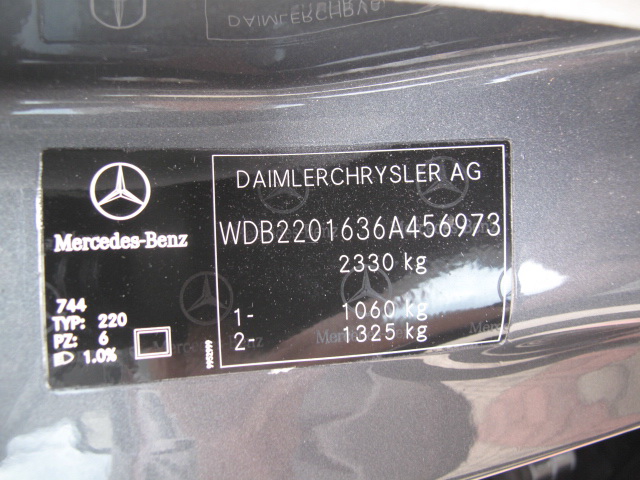 DAIMLERCHRYSLER AG
WDB2201636A456973
2330 kg
1- 1060 kg
2- 1325 kg
Mercedes-Benz
744
TYP: 220
PZ: 6
1.0%